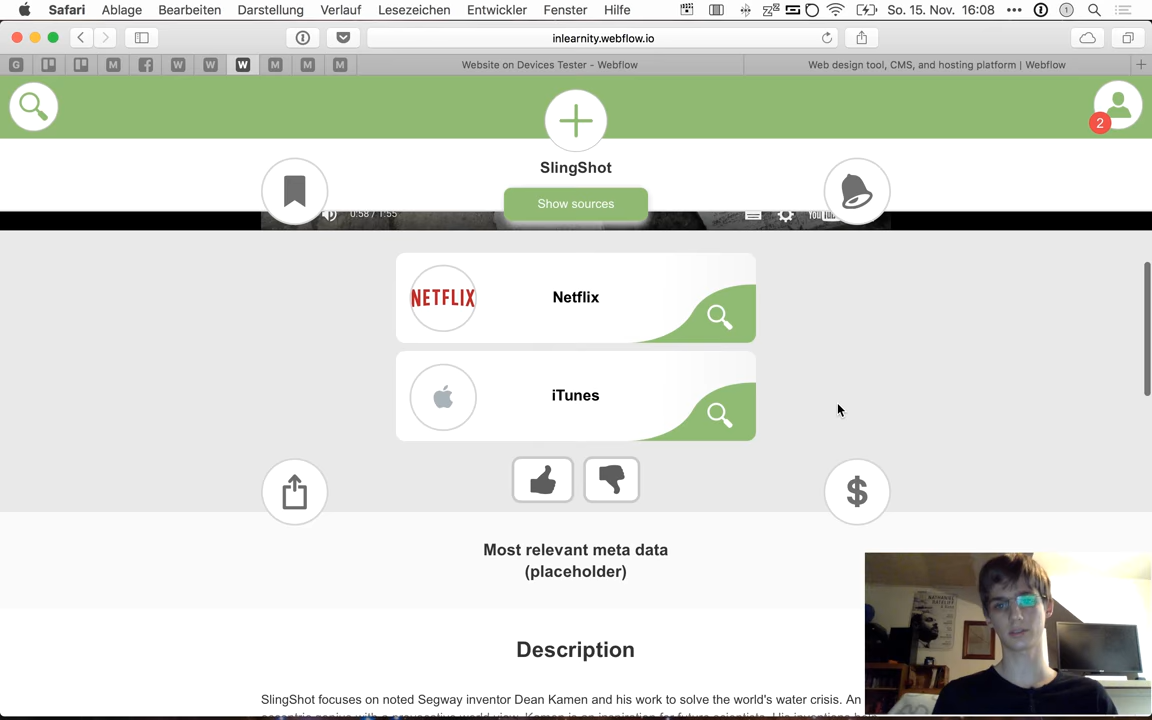 Safari Ablage Bearbeiten Darstellung Verlauf Lesezeichen Entwickler Fenster Hilfe So. 15. Nov. 16:08
inlearnity.webflow.io
Website on Devices Tester - Webflow Web design tool, CMS, and hosting platform | Webflow
2
SlingShot
Show sources
0:58 / 1:55
NETFLIX Netflix
iTunes
$
Most relevant meta data
(placeholder)
Description
SlingShot focuses on noted Segway inventor Dean Kamen and his work to solve the world's water crisis. An